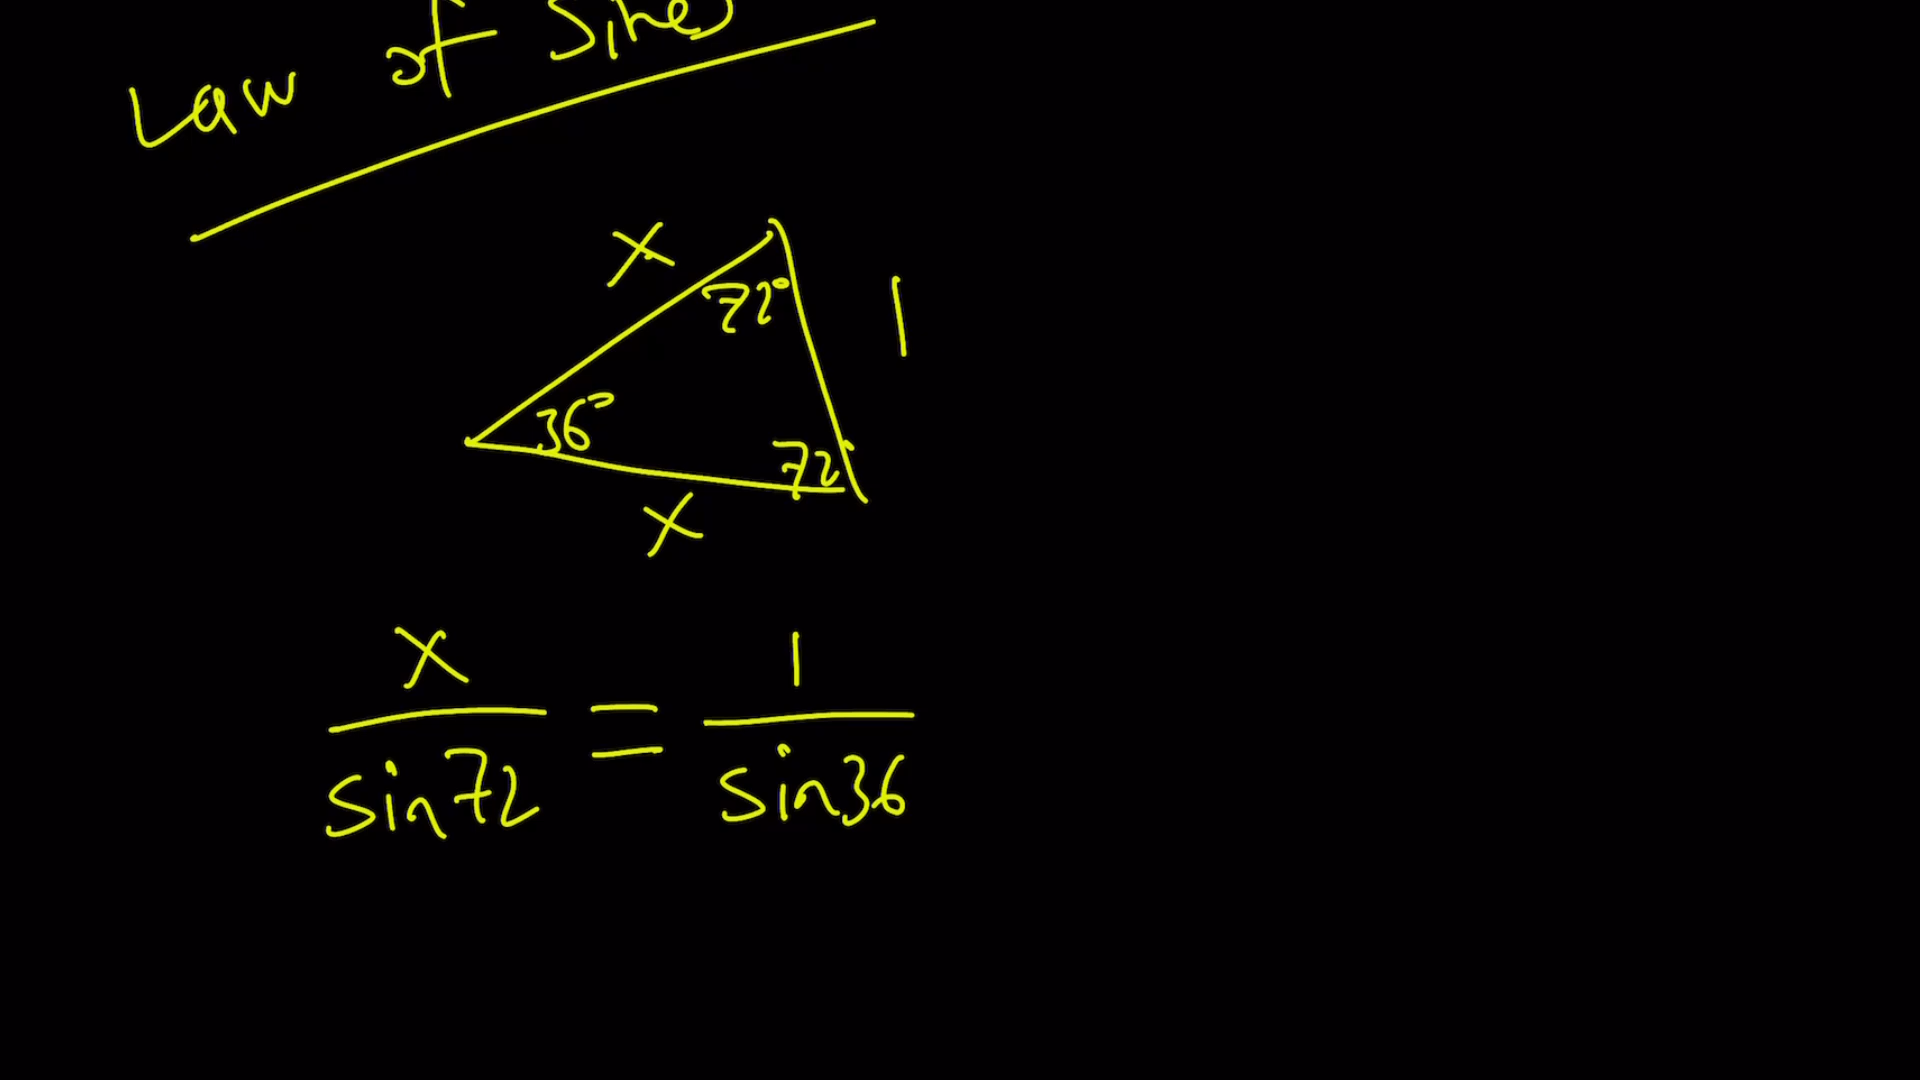 Law of Sines
x
72°
1
36°
72°
x
x/sin72 = 1/sin36